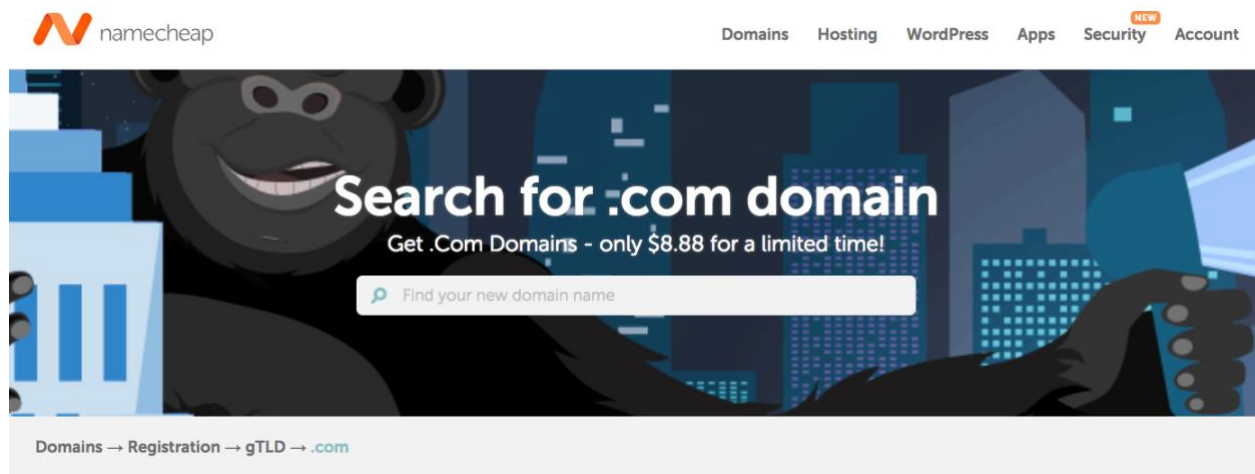 namecheap
Domains Hosting WordPress Apps Security NEW Account
Search for .com domain
Get .Com Domains - only $8.88 for a limited time!
Find your new domain name
Domains → Registration → gTLD → .com